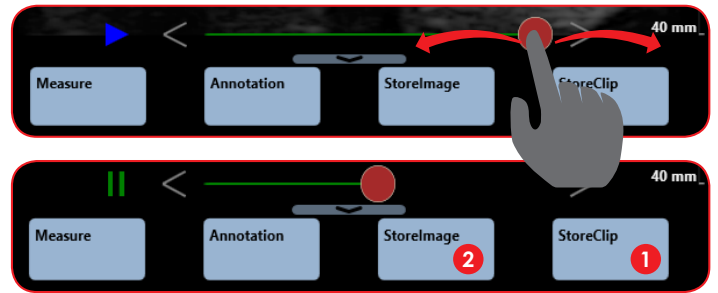 40 mm
Measure
Annotation
StoreImage
StoreClip
40 mm
Measure
Annotation
StoreImage
StoreClip
2
1